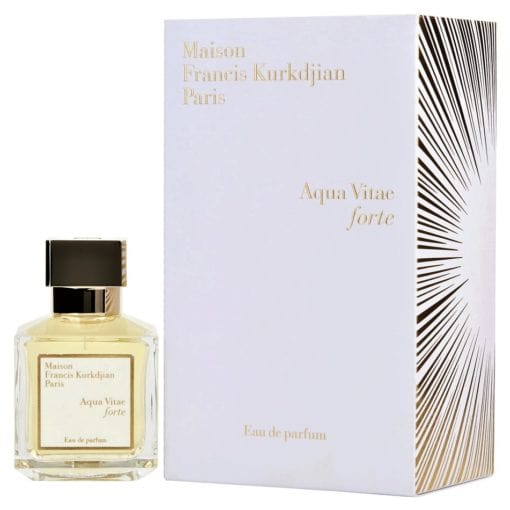 Maison
Francis Kurkdjian
Paris
Aqua Vitae
forte
Eau de parfum
Maison
Francis Kurkdjian
Paris
Aqua Vitae
forte
Eau de parfum